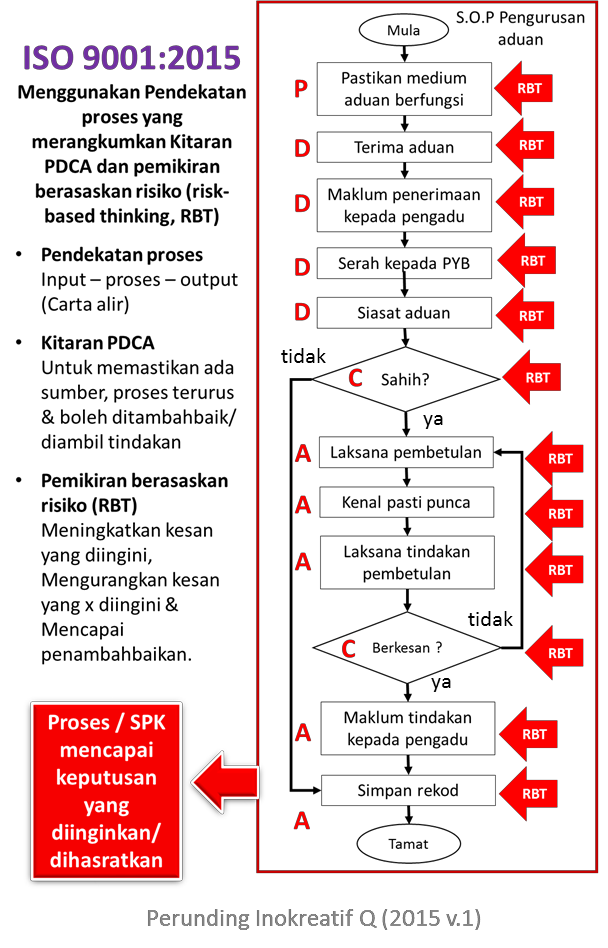 ISO 9001:2015
Menggunakan Pendekatan
proses yang
merangkumkan Kitaran
PDCA dan pemikiran
berasaskan risiko (risk-
based thinking, RBT)
• Pendekatan proses
Input – proses – output
(Carta alir)
• Kitaran PDCA
Untuk memastikan ada
sumber, proses terurus
& boleh ditambahbaik/
diambil tindakan
• Pemikiran berasaskan
risiko (RBT)
Meningkatkan kesan
yang diingini,
Mengurangkan kesan
yang x diingini &
Mencapai
penambahbaikan.
Proses / SPK
mencapai
keputusan
yang
diinginkan/
dihasratkan
S.O.P Pengurusan
aduan
Mula
P
Pastikan medium
aduan berfungsi
RBT
D
Terima aduan
RBT
D
Maklum penerimaan
kepada pengadu
RBT
D
Serah kepada PYB
RBT
D
Siasat aduan
RBT
tidak
C
Sahih?
RBT
ya
A
Laksana pembetulan
RBT
A
Kenal pasti punca
RBT
A
Laksana tindakan
pembetulan
RBT
tidak
C
Berkesan ?
RBT
ya
A
Maklum tindakan
kepada pengadu
RBT
Simpan rekod
RBT
A
Tamat
Perunding Inokreatif Q (2015 v.1)